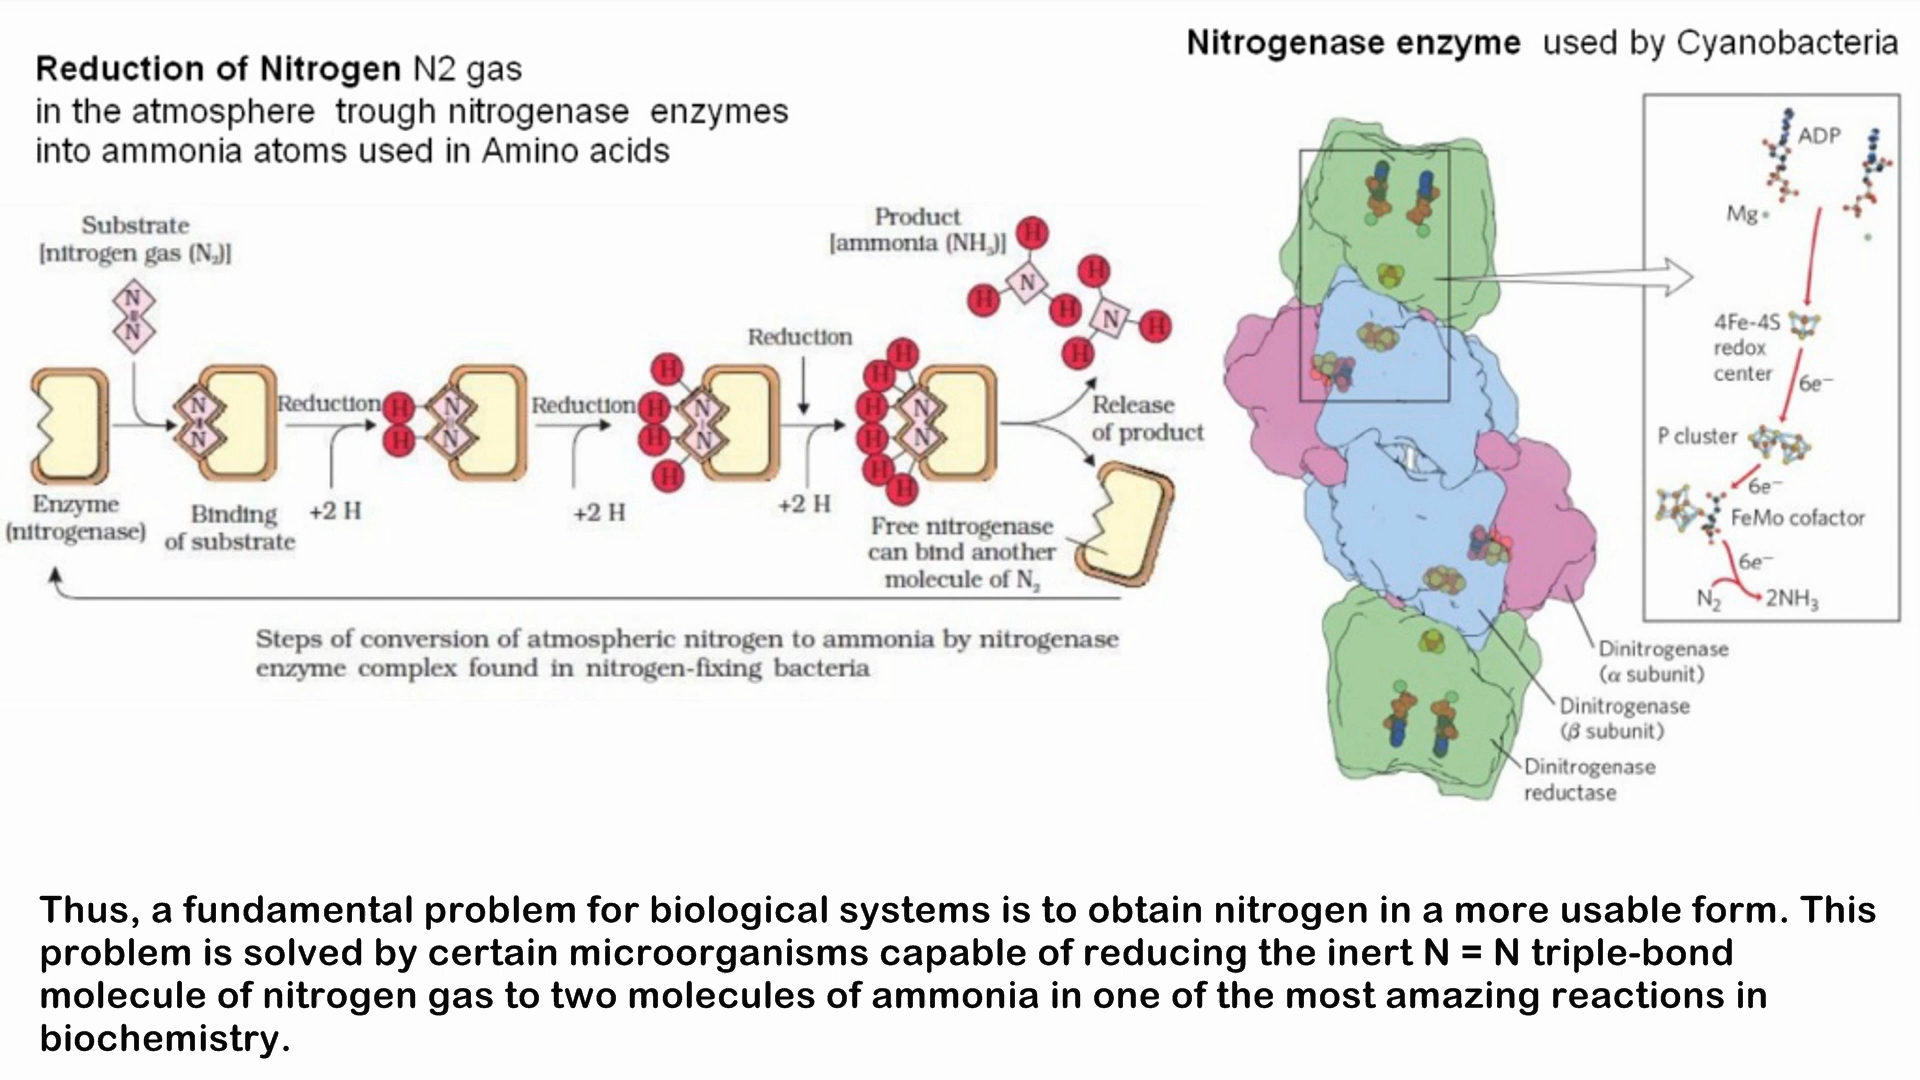 Nitrogenase enzyme used by Cyanobacteria
Reduction of Nitrogen N2 gas
in the atmosphere trough nitrogenase enzymes
into ammonia atoms used in Amino acids
Substrate
[nitrogen gas (N₂)]
N
N
Enzyme
(nitrogenase)
N
N
Binding
of substrate
Reduction
+2 H
H
H
N
N
Reduction
+2 H
H
H
H
H
N
N
Reduction
+2 H
H
H
H
H
H
H
N
N
Product
[ammonia (NH₃)]
H
H
N
H
H
N
H
H
Release
of product
Free nitrogenase
can bind another
molecule of N₂
Steps of conversion of atmospheric nitrogen to ammonia by nitrogenase
enzyme complex found in nitrogen-fixing bacteria
ADP
Mg
4Fe-4S
redox
center
6e⁻
P cluster
6e⁻
FeMo cofactor
6e⁻
N₂
2NH₃
Dinitrogenase
(α subunit)
Dinitrogenase
(β subunit)
Dinitrogenase
reductase
Thus, a fundamental problem for biological systems is to obtain nitrogen in a more usable form. This
problem is solved by certain microorganisms capable of reducing the inert N = N triple-bond
molecule of nitrogen gas to two molecules of ammonia in one of the most amazing reactions in
biochemistry.